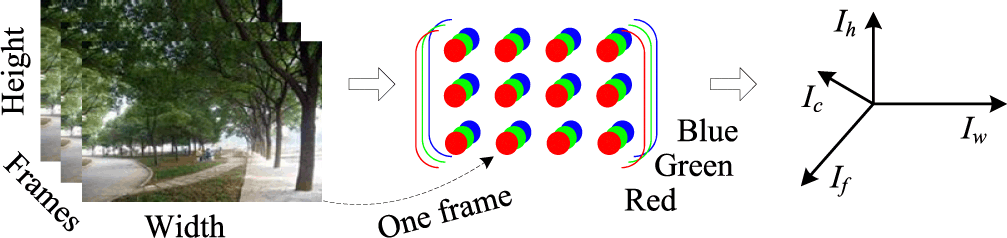 Height
Frames
Width
One frame
Blue
Green
Red
I_h
I_c
I_w
I_f